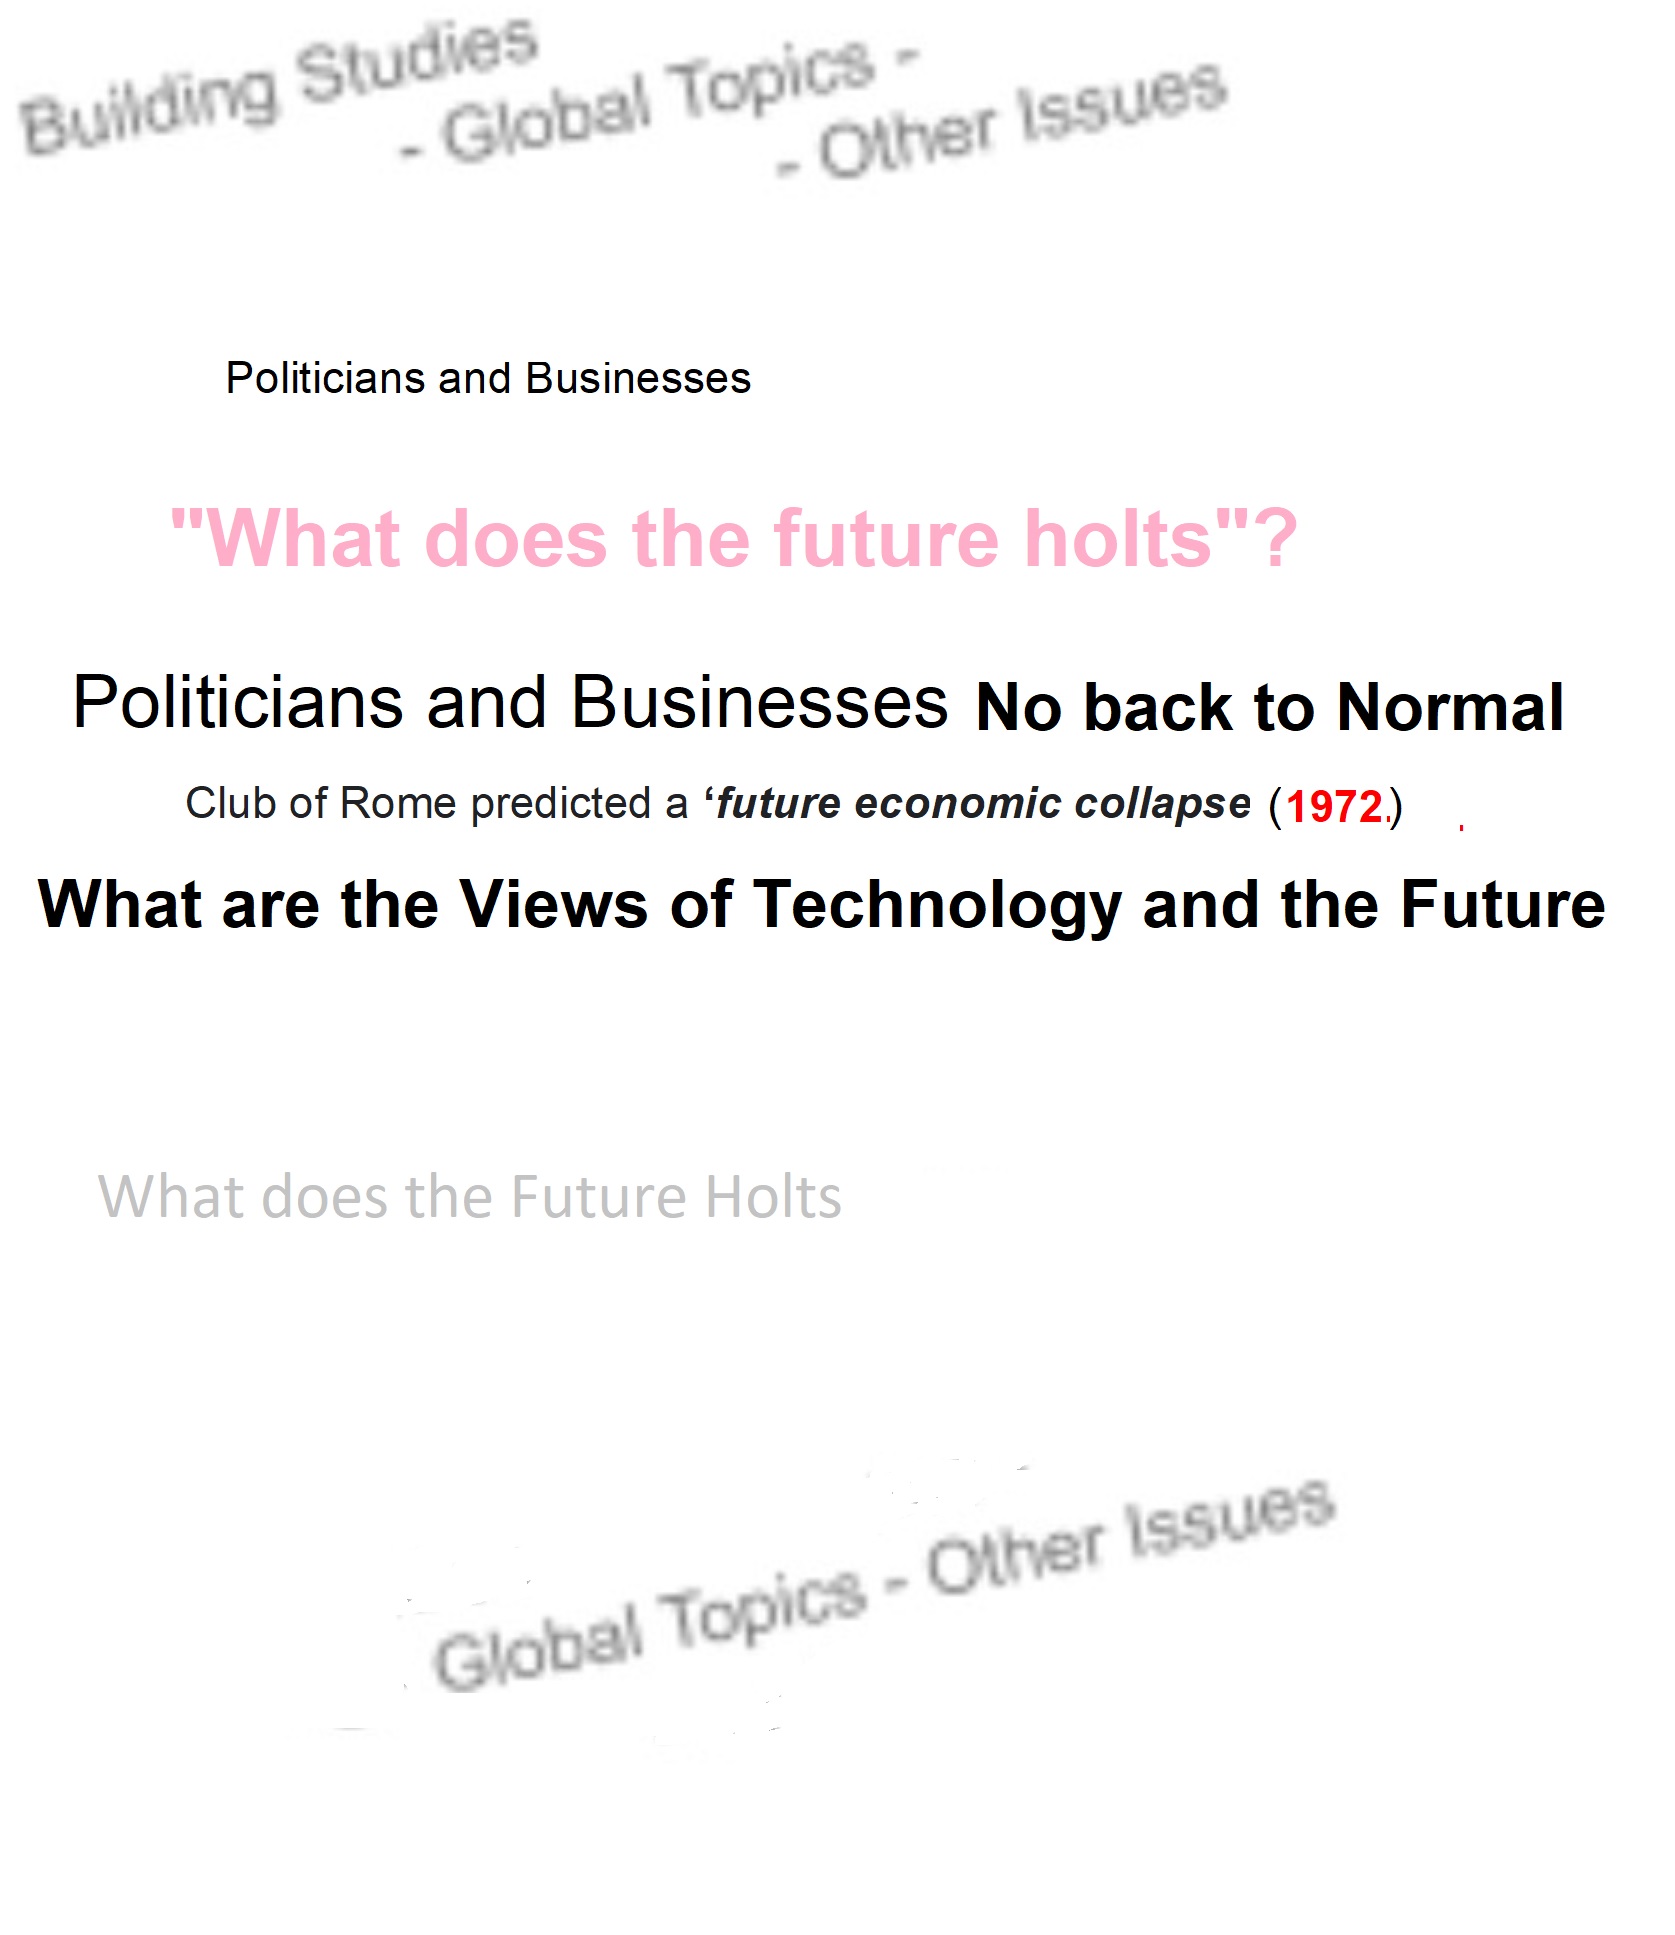 Building Studies
- Global Topics -
- Other Issues
Politicians and Businesses
"What does the future holts"?
Politicians and Businesses No back to Normal
Club of Rome predicted a ‘future economic collapse (1972.)
What are the Views of Technology and the Future
What does the Future Holts
Global Topics - Other Issues